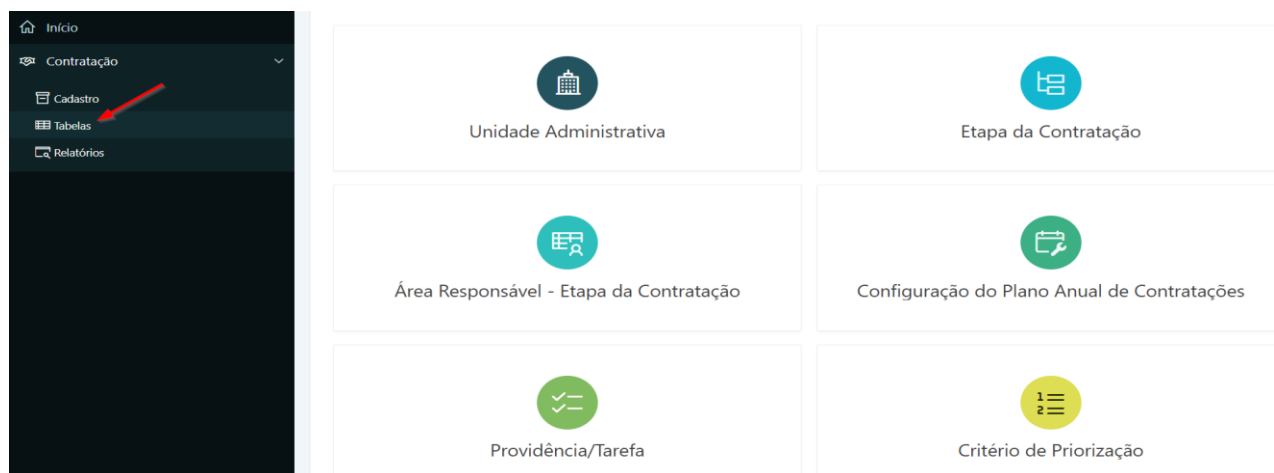 Início
Contratação
Cadastro
Tabelas
Relatórios
Unidade Administrativa
Etapa da Contratação
Área Responsável - Etapa da Contratação
Configuração do Plano Anual de Contratações
Providência/Tarefa
Critério de Priorização